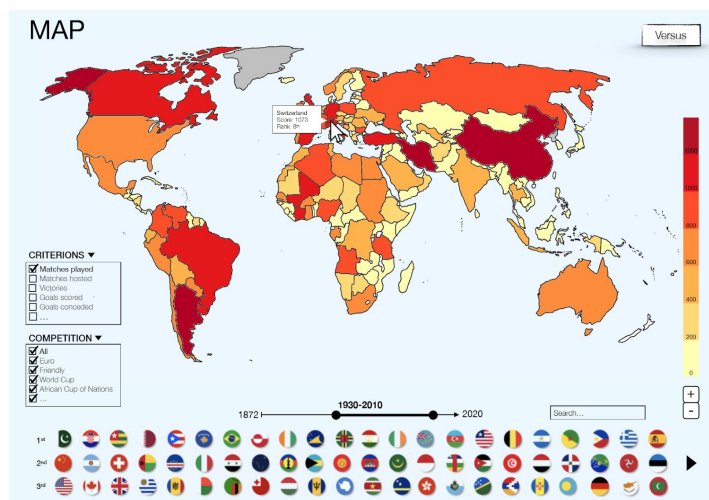 MAP
Versus
Switzerland
Score: 1073
Rank: 8h
1000
800
600
400
200
0
CRITERIONS ▼
Matches played
Matches hosted
Victories
Goals scored
Goals conceded
...
COMPETITION ▼
All
Euro
Friendly
World Cup
African Cup of Nations
...
+
-
1930-2010
1872
2020
Search...
1st
2nd
3rd